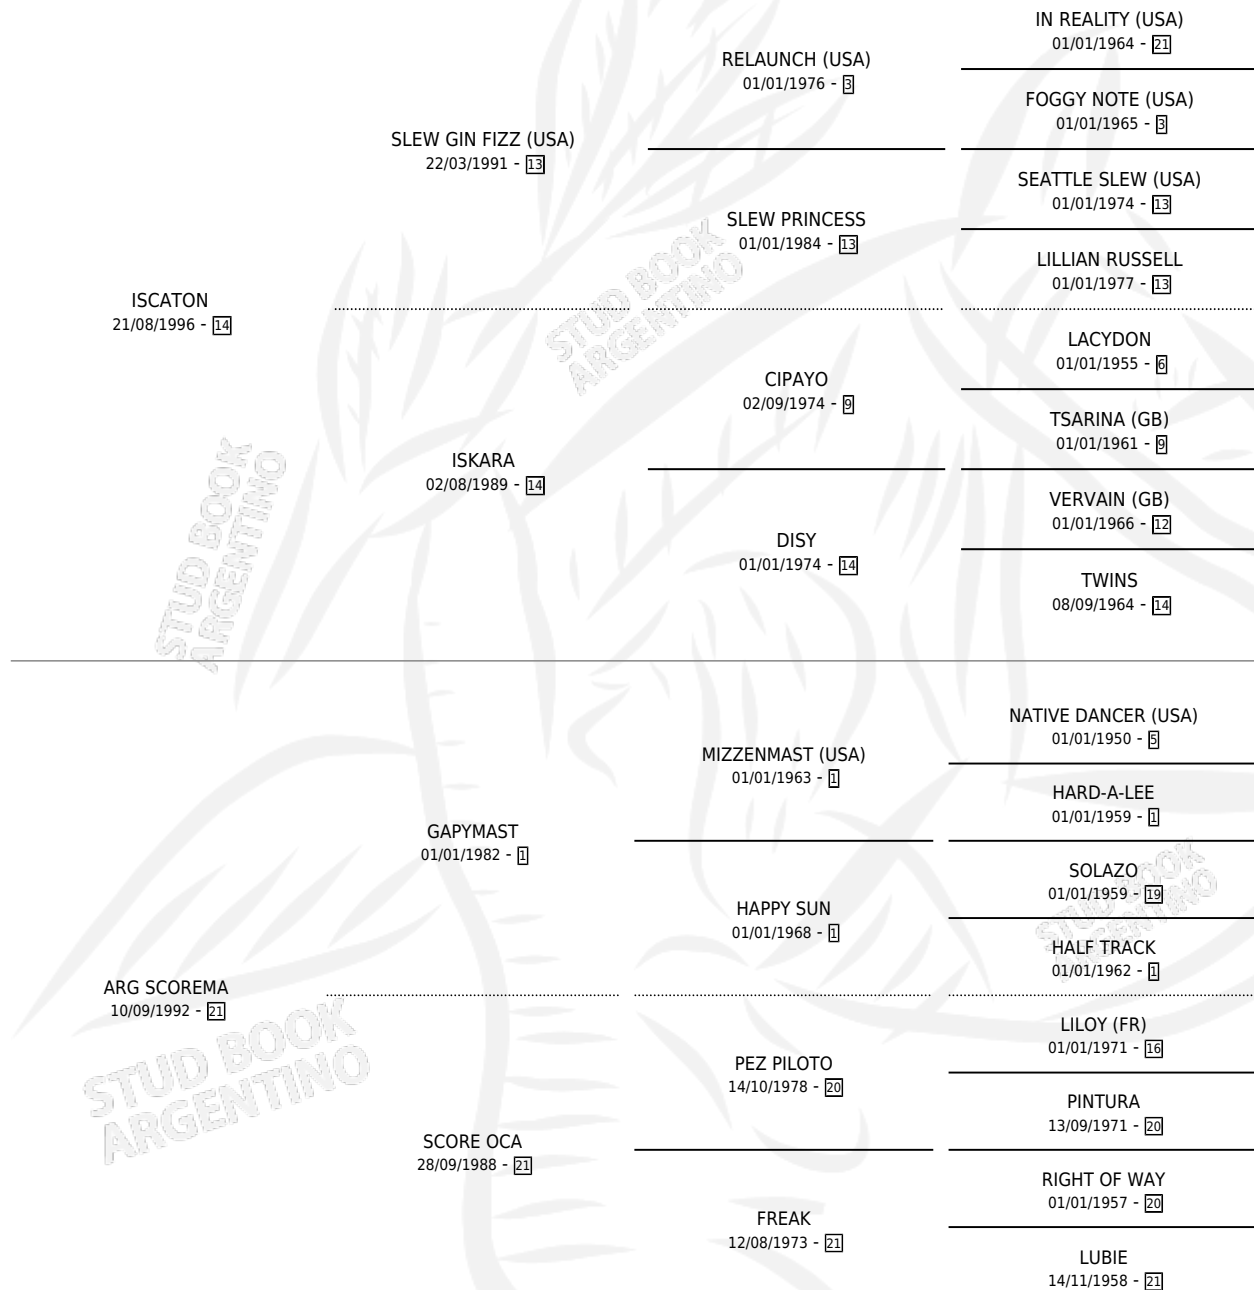 IN REALITY (USA)
01/01/1964 - 21
RELAUNCH (USA)
01/01/1976 - 3
FOGGY NOTE (USA)
01/01/1965 - 3
SLEW GIN FIZZ (USA)
22/03/1991 - 13
SEATTLE SLEW (USA)
01/01/1974 - 13
SLEW PRINCESS
01/01/1984 - 13
LILLIAN RUSSELL
01/01/1977 - 13
ISCATON
21/08/1996 - 14
LACYDON
01/01/1955 - 6
CIPAYO
02/09/1974 - 9
TSARINA (GB)
01/01/1961 - 9
ISKARA
02/08/1989 - 14
VERVAIN (GB)
01/01/1966 - 12
DISY
01/01/1974 - 14
TWINS
08/09/1964 - 14
NATIVE DANCER (USA)
01/01/1950 - 5
MIZZENMAST (USA)
01/01/1963 - 1
HARD-A-LEE
01/01/1959 - 1
GAPYMAST
01/01/1982 - 1
SOLAZO
01/01/1959 - 19
HAPPY SUN
01/01/1968 - 1
HALF TRACK
01/01/1962 - 1
ARG SCOREMA
10/09/1992 - 21
LILOY (FR)
01/01/1971 - 16
PEZ PILOTO
14/10/1978 - 20
PINTURA
13/09/1971 - 20
SCORE OCA
28/09/1988 - 21
RIGHT OF WAY
01/01/1957 - 20
FREAK
12/08/1973 - 21
LUBIE
14/11/1958 - 21
STUD BOOK
ARGENTINO
STUD BOOK
ARGENTINO
STUD BOOK
ARGENTINO
STUD BOOK
ARGENTINO